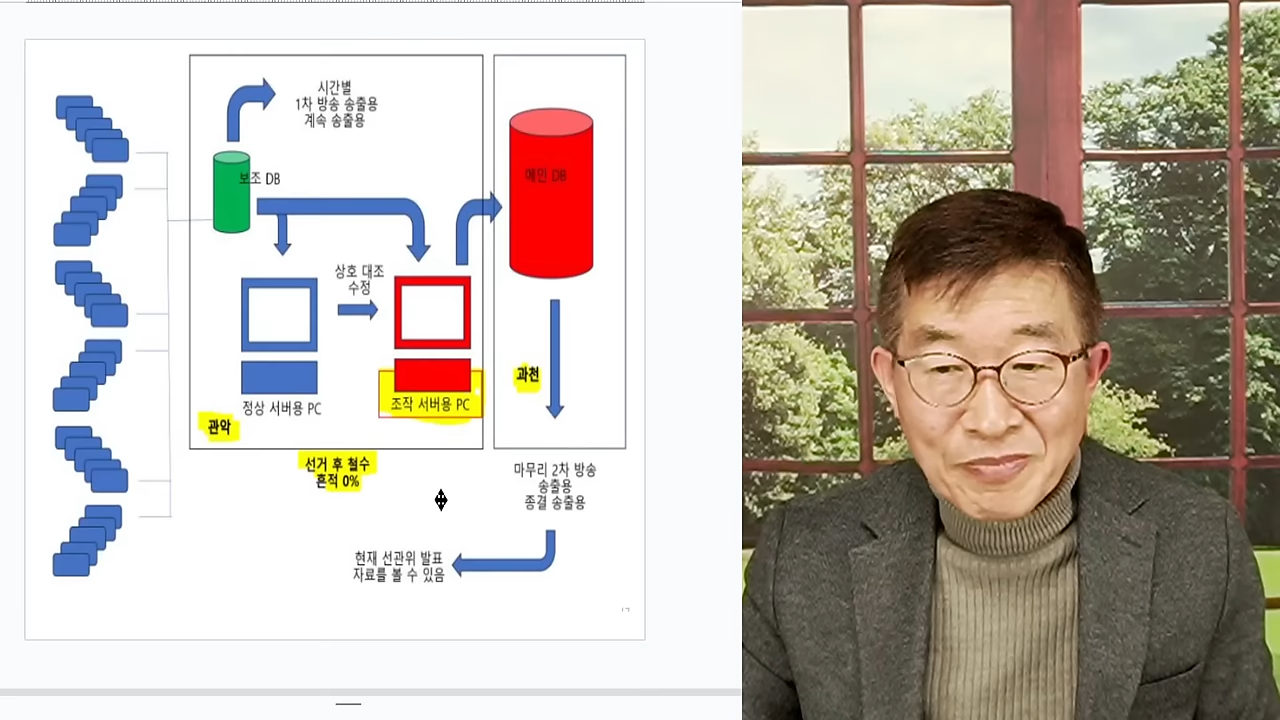 시간별
1차 방송 송출용
계속 송출용
보조 DB
메인 DB
상호 대조
수정
정상 서버용 PC
조작 서버용 PC
관악
과천
선거 후 철수
흔적 0%
마무리 2차 방송
송출용
종결 송출용
현재 선관위 발표
자료를 볼 수 있음